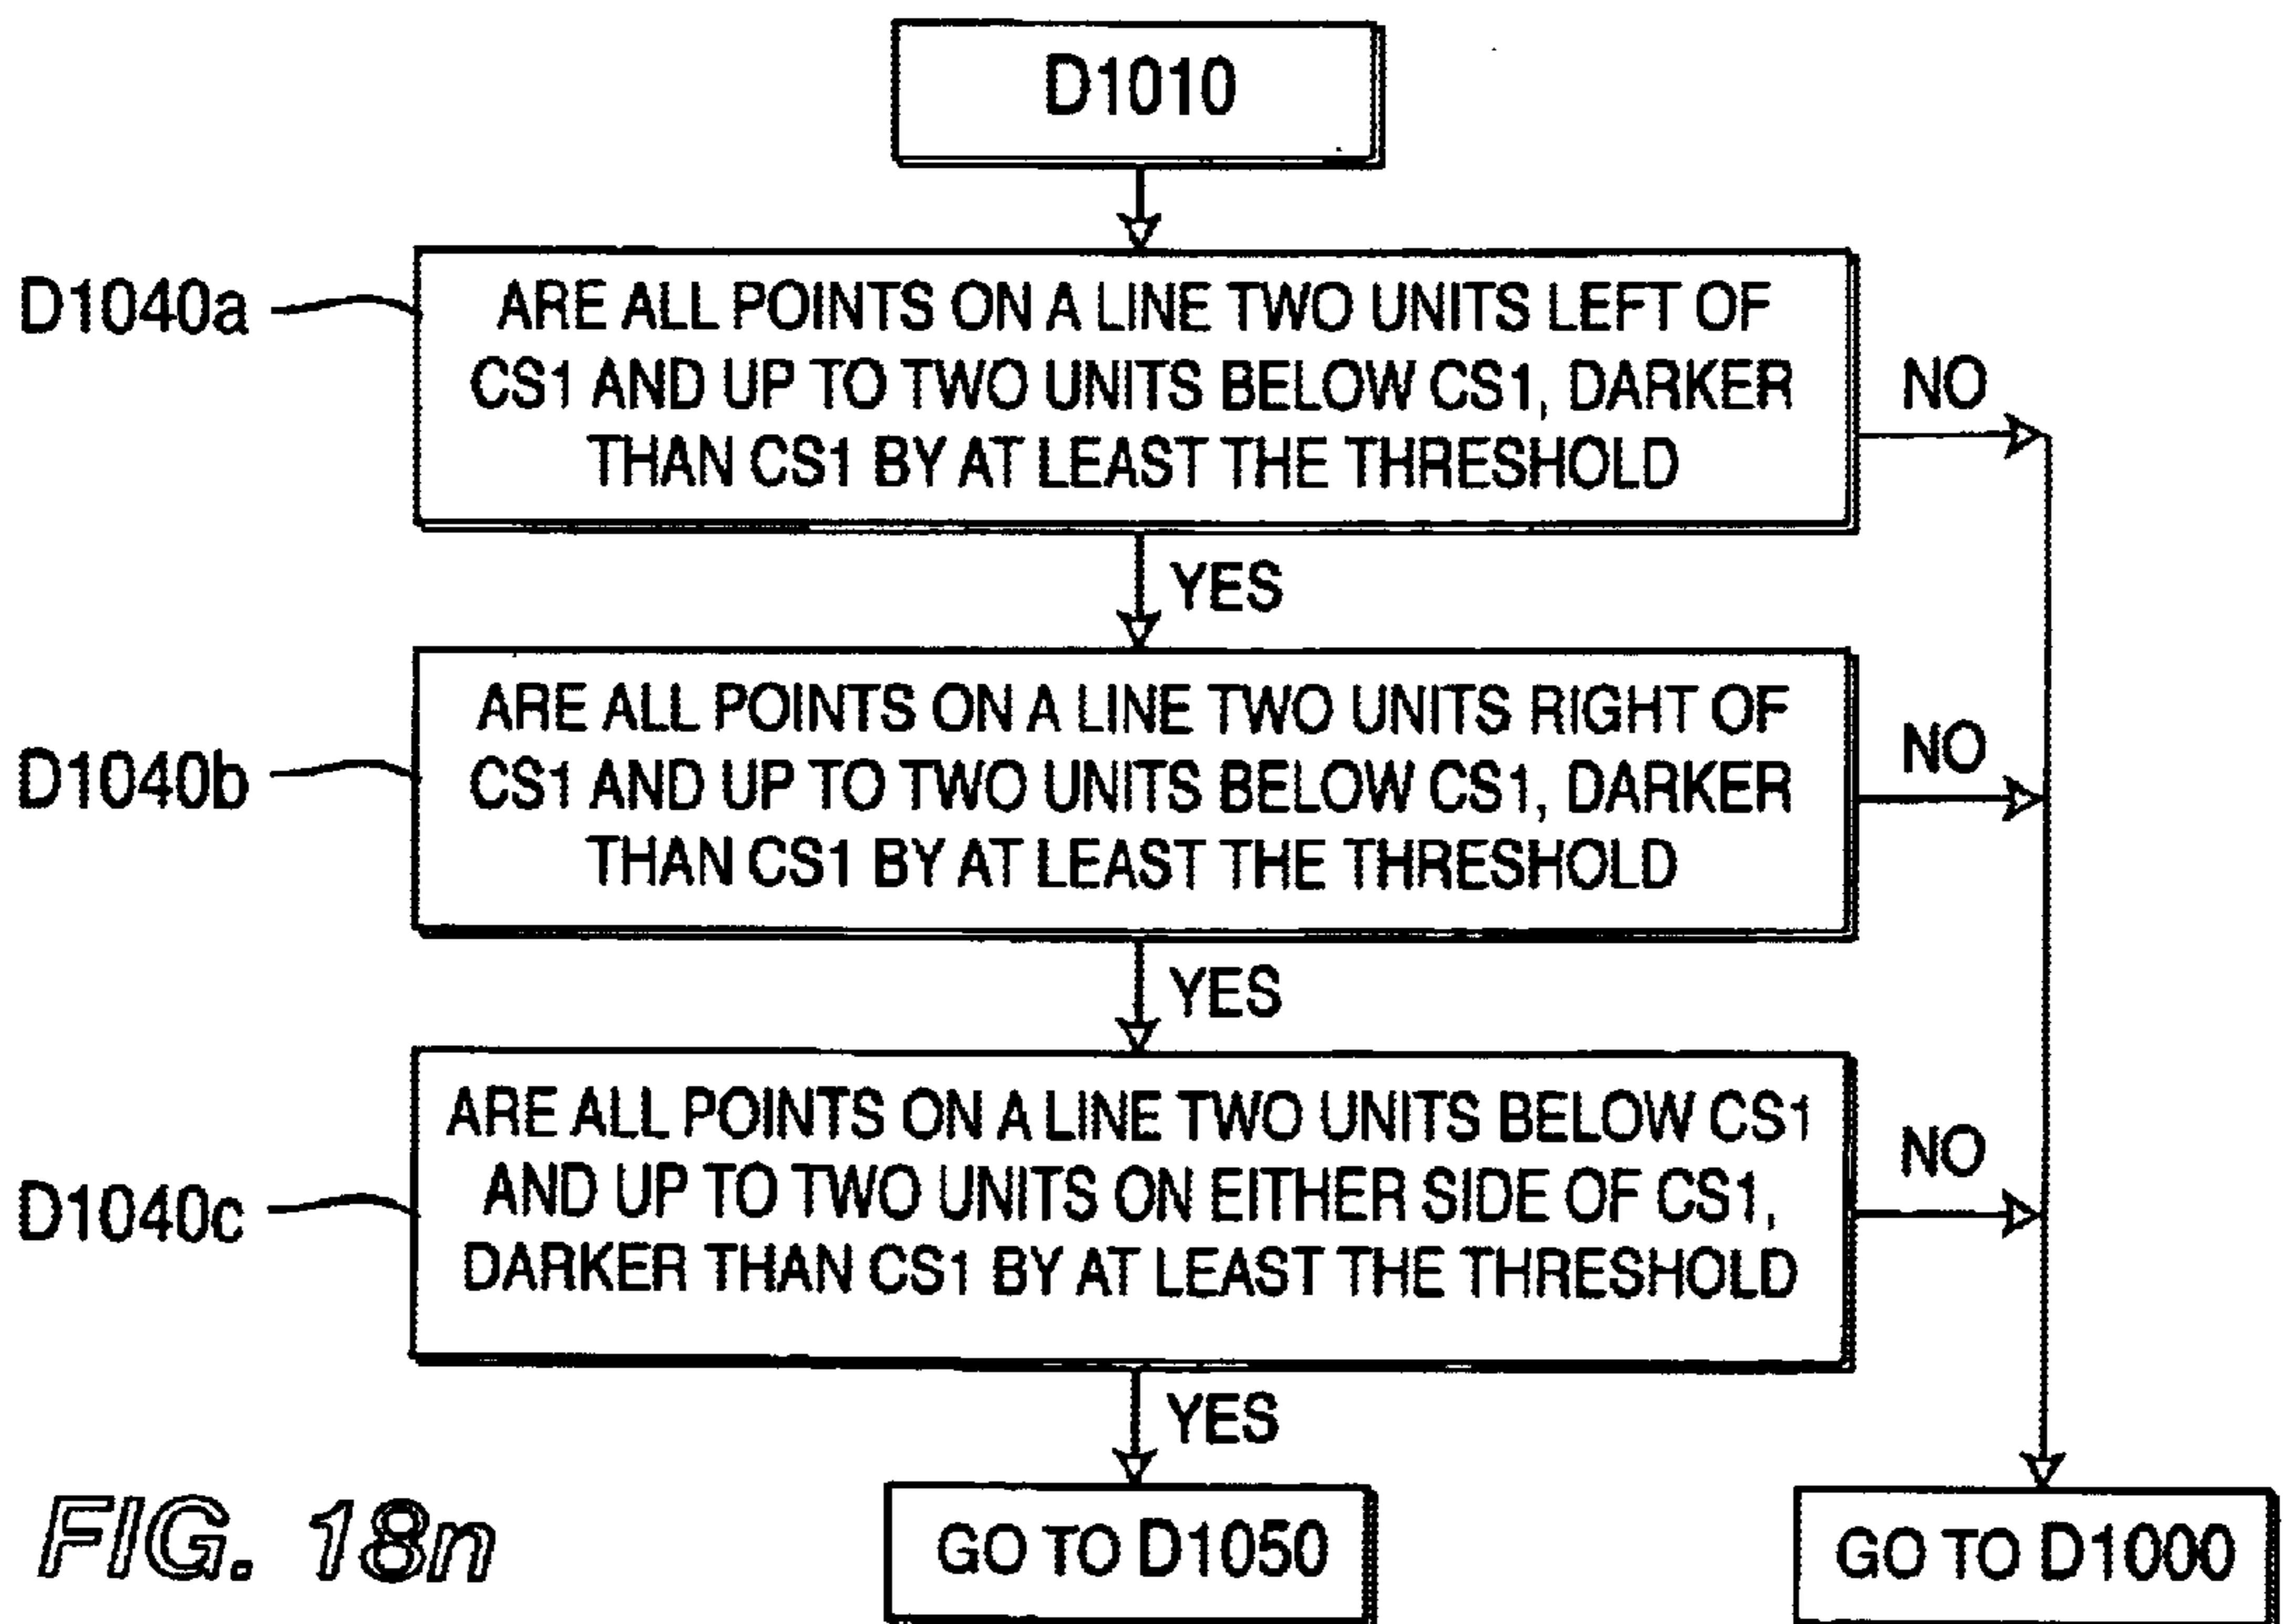 D1010
D1040a
ARE ALL POINTS ON A LINE TWO UNITS LEFT OF
CS1 AND UP TO TWO UNITS BELOW CS1, DARKER
THAN CS1 BY AT LEAST THE THRESHOLD
NO
YES
D1040b
ARE ALL POINTS ON A LINE TWO UNITS RIGHT OF
CS1 AND UP TO TWO UNITS BELOW CS1, DARKER
THAN CS1 BY AT LEAST THE THRESHOLD
NO
YES
D1040c
ARE ALL POINTS ON A LINE TWO UNITS BELOW CS1
AND UP TO TWO UNITS ON EITHER SIDE OF CS1,
DARKER THAN CS1 BY AT LEAST THE THRESHOLD
NO
YES
GO TO D1050
GO TO D1000
FIG. 18n